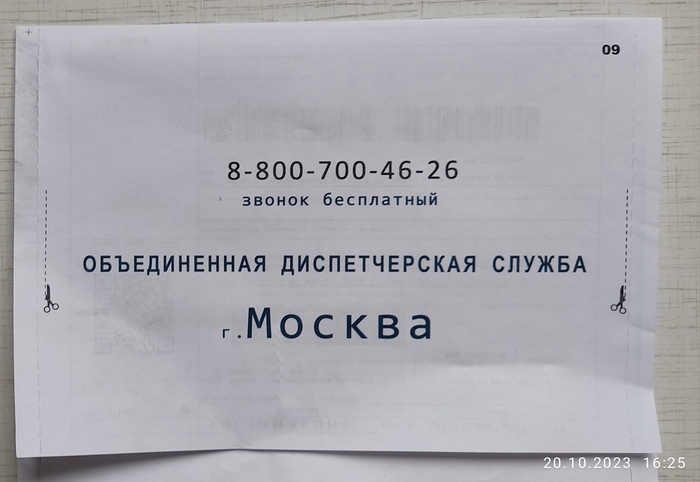 09
8-800-700-46-26
звонок бесплатный
ОБЪЕДИНЕННАЯ ДИСПЕТЧЕРСКАЯ СЛУЖБА
г.Москва
20.10.2023 16:25